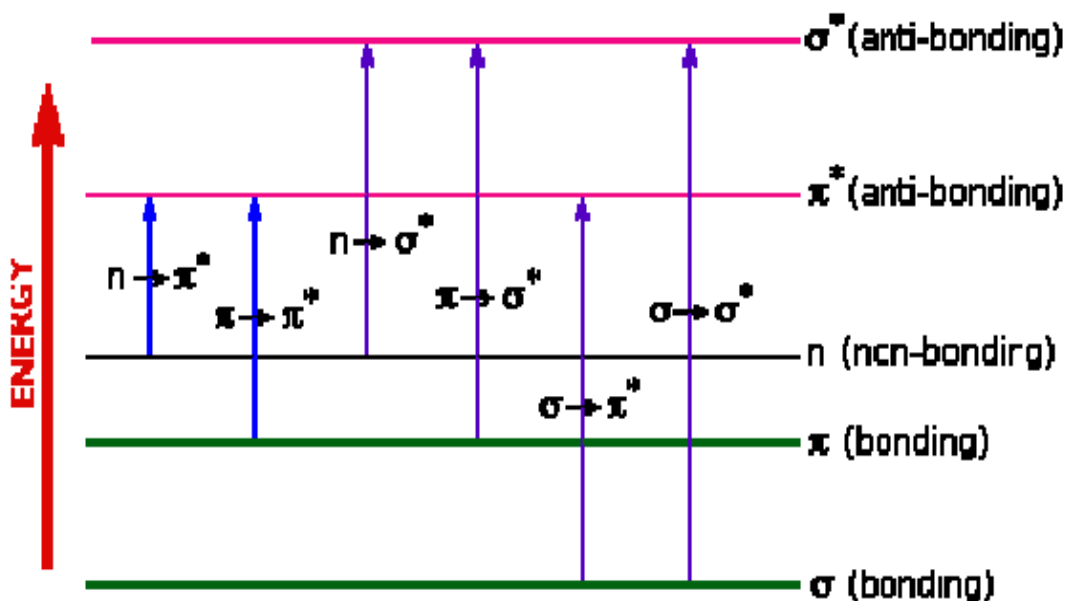 σ* (anti-bonding)
π* (anti-bonding)
n → σ*
n → π*
π → σ*
π → π*
σ → σ*
n (non-bonding)
σ → π*
π (bonding)
σ (bonding)
ENERGY